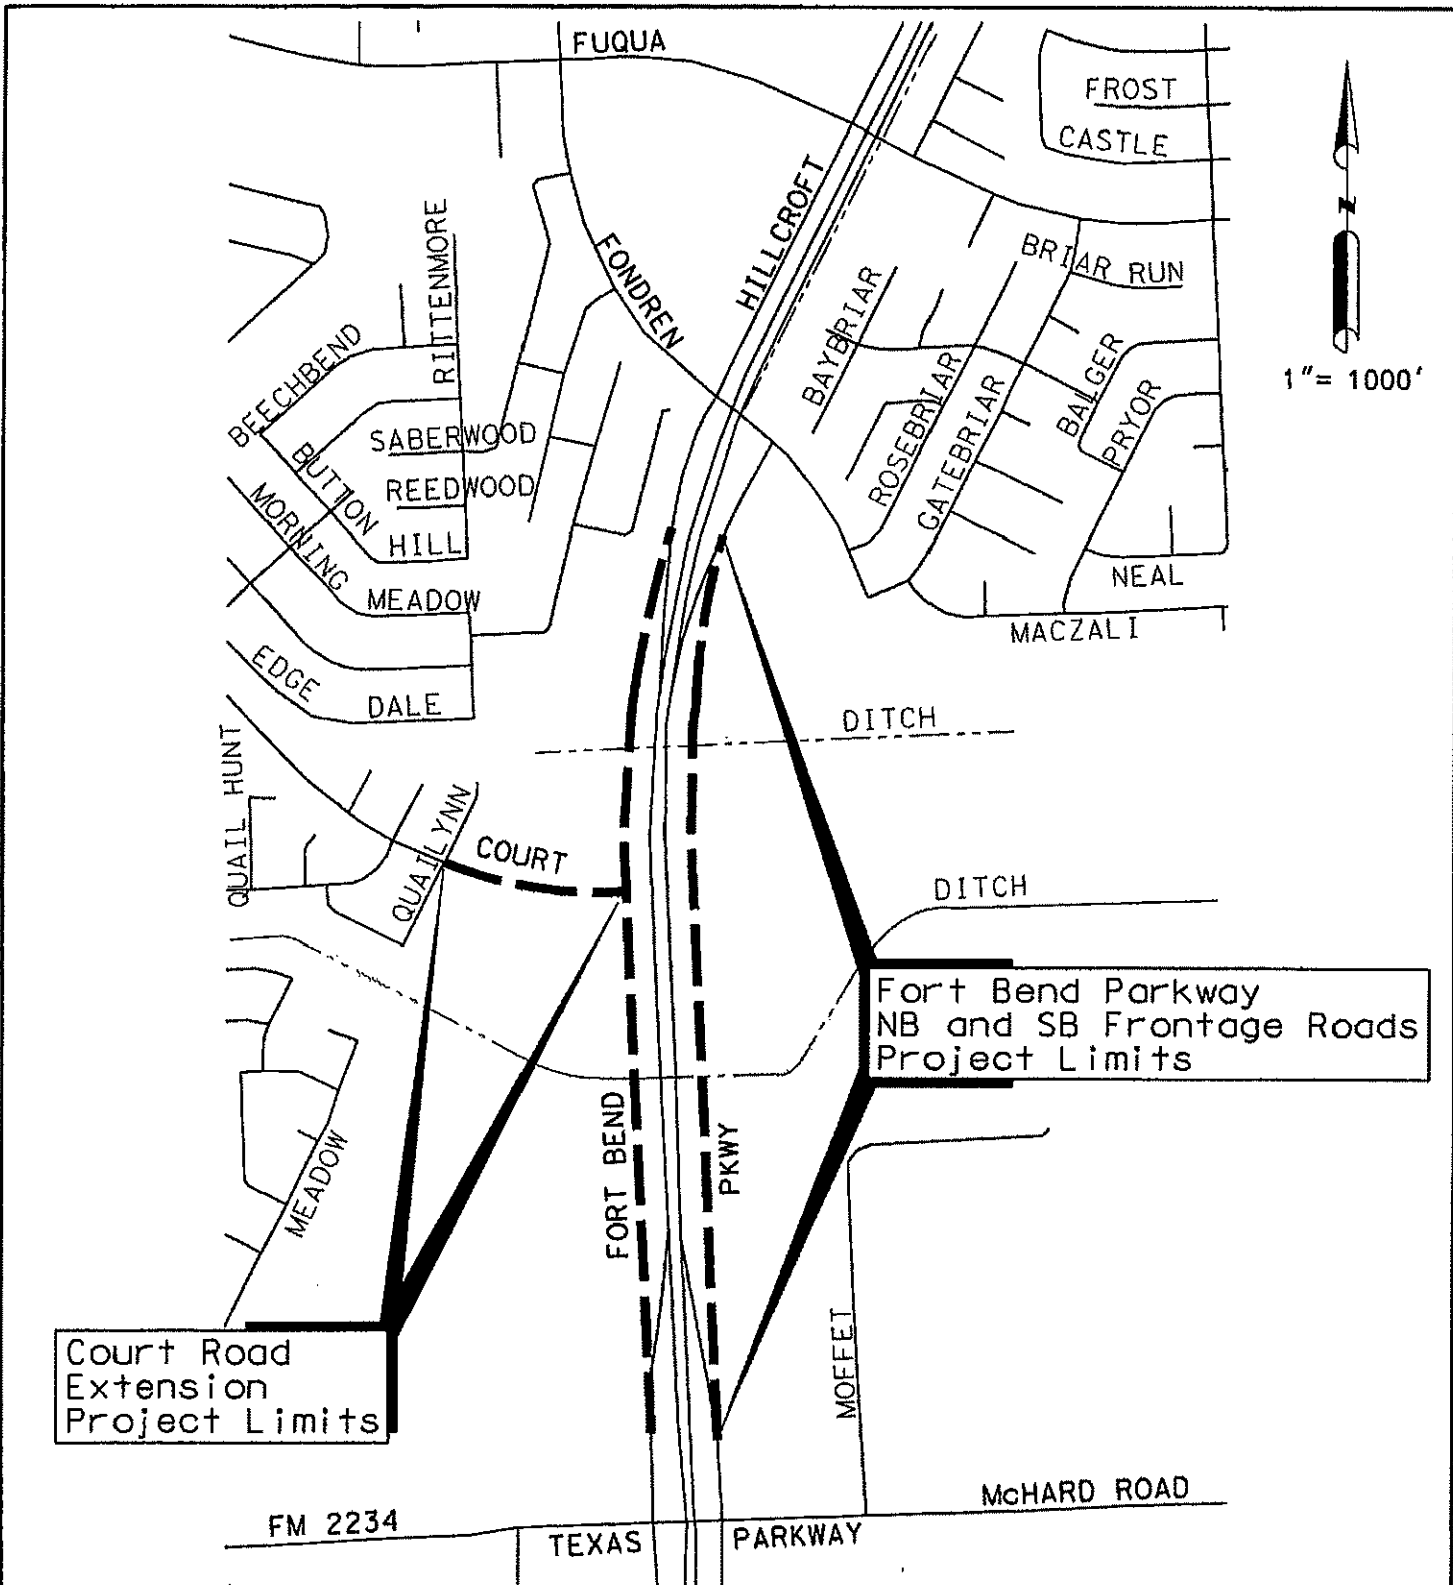 FUQUA
FROST
CASTLE
HILLCROFT
FONDREN
RITTENMORE
BRIAR RUN
N
1"= 1000'
BAYBRIAR
BEECHBEND
BALGER
PRYOR
ROSEBRIAR
GATEBRIAR
SABERWOOD
BUTTON
REEDWOOD
MORNING
HILL
MEADOW
NEAL
MACZALI
EDGE
DALE
DITCH
QUAIL HUNT
QUAILYNN
COURT
DITCH
Fort Bend Parkway
NB and SB Frontage Roads
Project Limits
FORT BEND
PKWY
MEADOW
MOFFET
Court Road
Extension
Project Limits
McHARD ROAD
FM 2234
TEXAS
PARKWAY